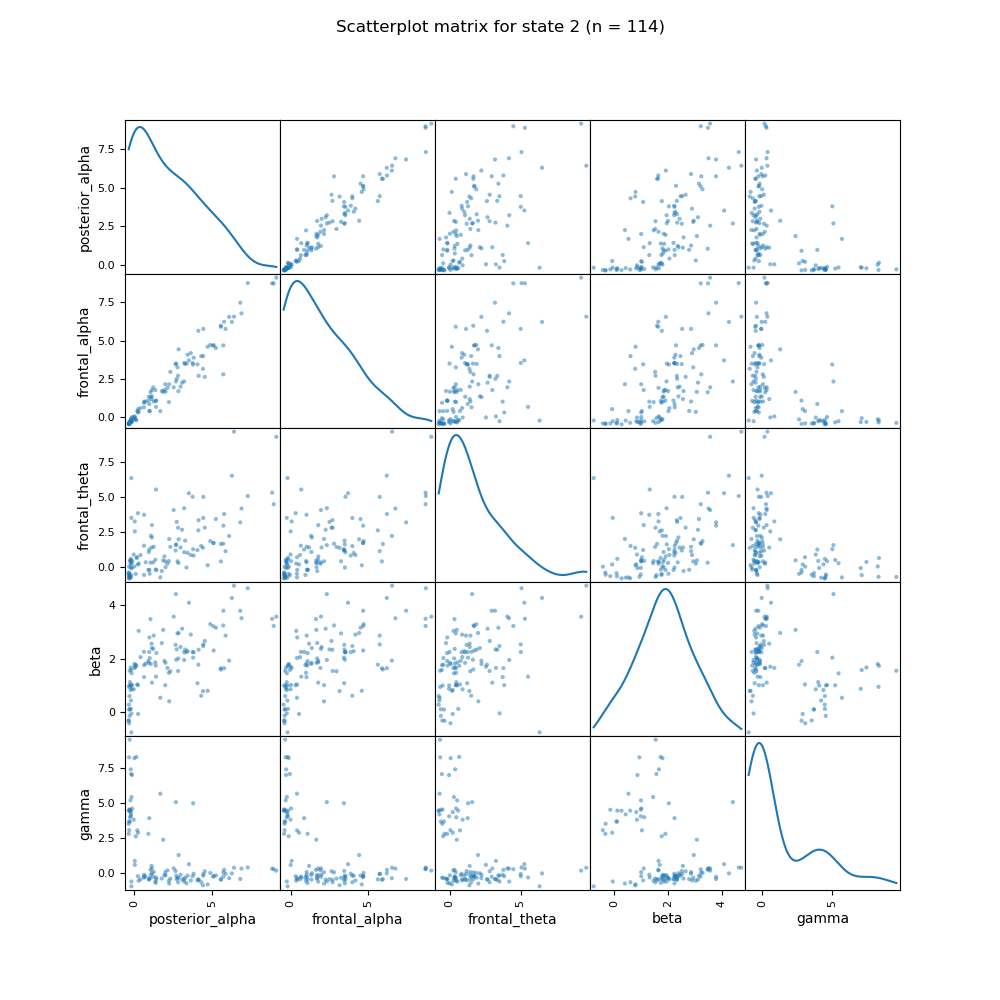 Scatterplot matrix for state 2 (n = 114)
posterior_alpha
7.5
5.0
2.5
0.0
frontal_alpha
7.5
5.0
2.5
0.0
frontal_theta
7.5
5.0
2.5
0.0
beta
4
2
0
gamma
7.5
5.0
2.5
0.0
0 5 0 5 0 5 0 2 4 0 5
posterior_alpha frontal_alpha frontal_theta beta gamma